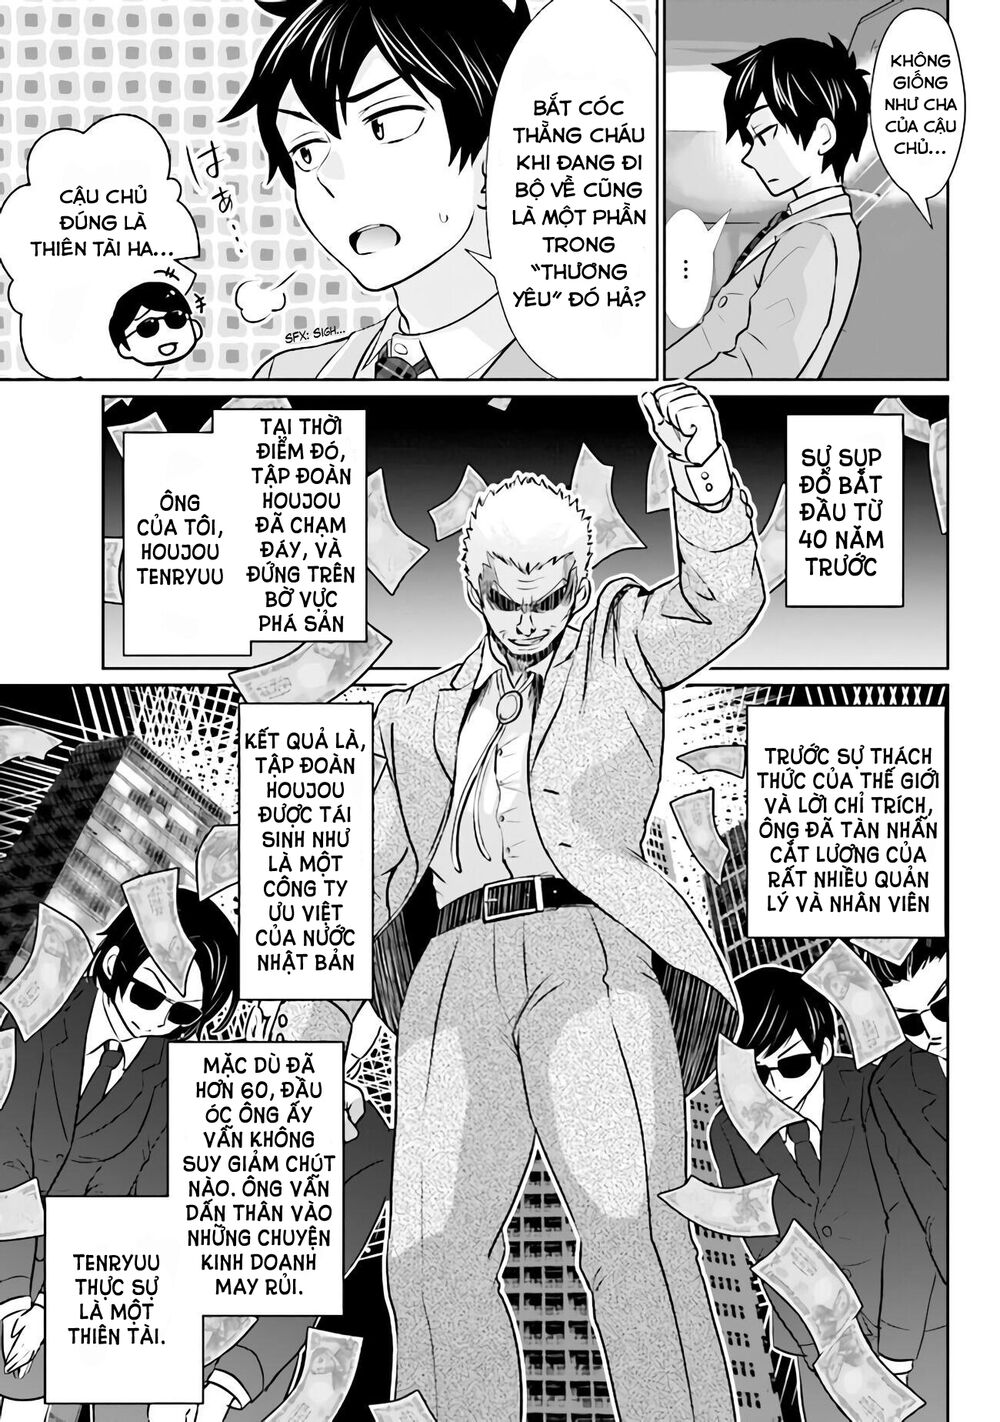 KHÔNG
GIỐNG
NHƯ CHA
CỦA CẬU
CHỦ...
...
BẮT CÓC
THẰNG CHÁU
KHI ĐANG ĐI
BỘ VỀ CŨNG
LÀ MỘT PHẦN
TRONG
"THƯƠNG
YÊU" ĐÓ HẢ?
はぁ...
SFX: SIGH...
CẬU CHỦ
ĐÚNG LÀ
THIÊN TÀI HA...
SỰ SỤP
ĐỔ BẮT
ĐẦU TỪ
40 NĂM
TRƯỚC
TẠI THỜI
ĐIỂM ĐÓ,
TẬP ĐOÀN
HOUJOU
ĐÃ CHẠM
ĐÁY, VÀ
ĐỨNG TRÊN
BỜ VỰC
PHÁ SẢN
ÔNG
CỦA TÔI,
HOUJOU
TENRYUU
TRƯỚC SỰ THÁCH
THỨC CỦA THẾ GIỚI
VÀ LỜI CHỈ TRÍCH,
ÔNG ĐÃ TÀN NHẪN
CẮT LƯƠNG CỦA
RẤT NHIỀU QUẢN
LÝ VÀ NHÂN VIÊN
KẾT QUẢ LÀ,
TẬP ĐOÀN
HOUJOU
ĐƯỢC TÁI
SINH NHƯ
LÀ MỘT
CÔNG TY
ƯU VIỆT
CỦA NƯỚC
NHẬT BẢN
MẶC DÙ ĐÃ
HƠN 60, ĐẦU
ÓC ÔNG ẤY
VẪN KHÔNG
SUY GIẢM CHÚT
NÀO. ÔNG VẪN
DẤN THÂN VÀO
NHỮNG CHUYỆN
KINH DOANH
MAY RỦI.
TENRYUU
THỰC SỰ
LÀ MỘT
THIÊN TÀI.